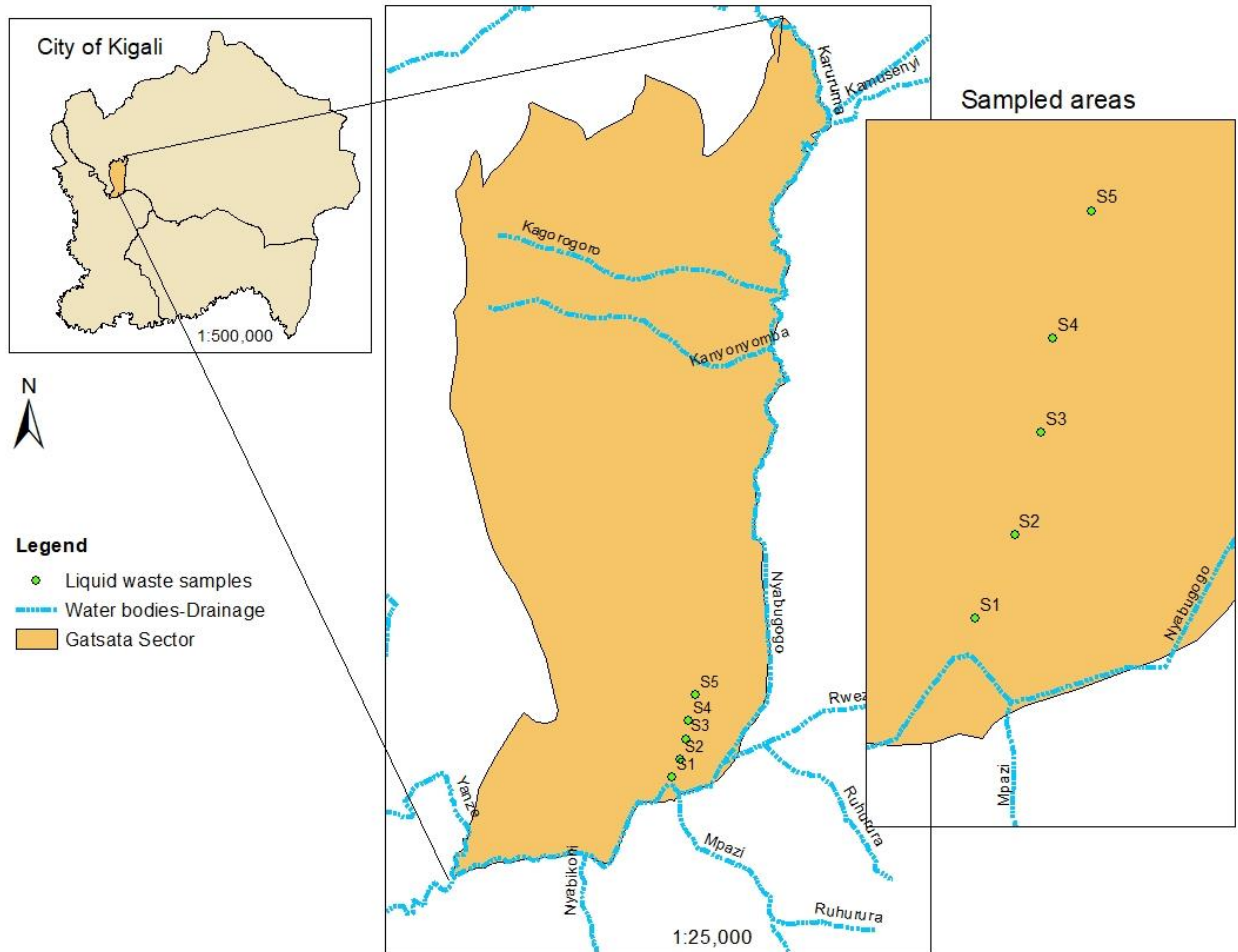 City of Kigali
1:500,000
N
Legend
Liquid waste samples
Water bodies-Drainage
Gatsata Sector
Karuruma
Kamusenyi
Kagorogoro
Kanyonyomba
Nyabugogo
S5
S4
S3
S2
S1
Rwez
Ruhurura
Yanze
Mpazi
Nyabikoni
Ruhurura
1:25,000
Sampled areas
S5
S4
S3
S2
S1
Nyabugogo
Mpazi